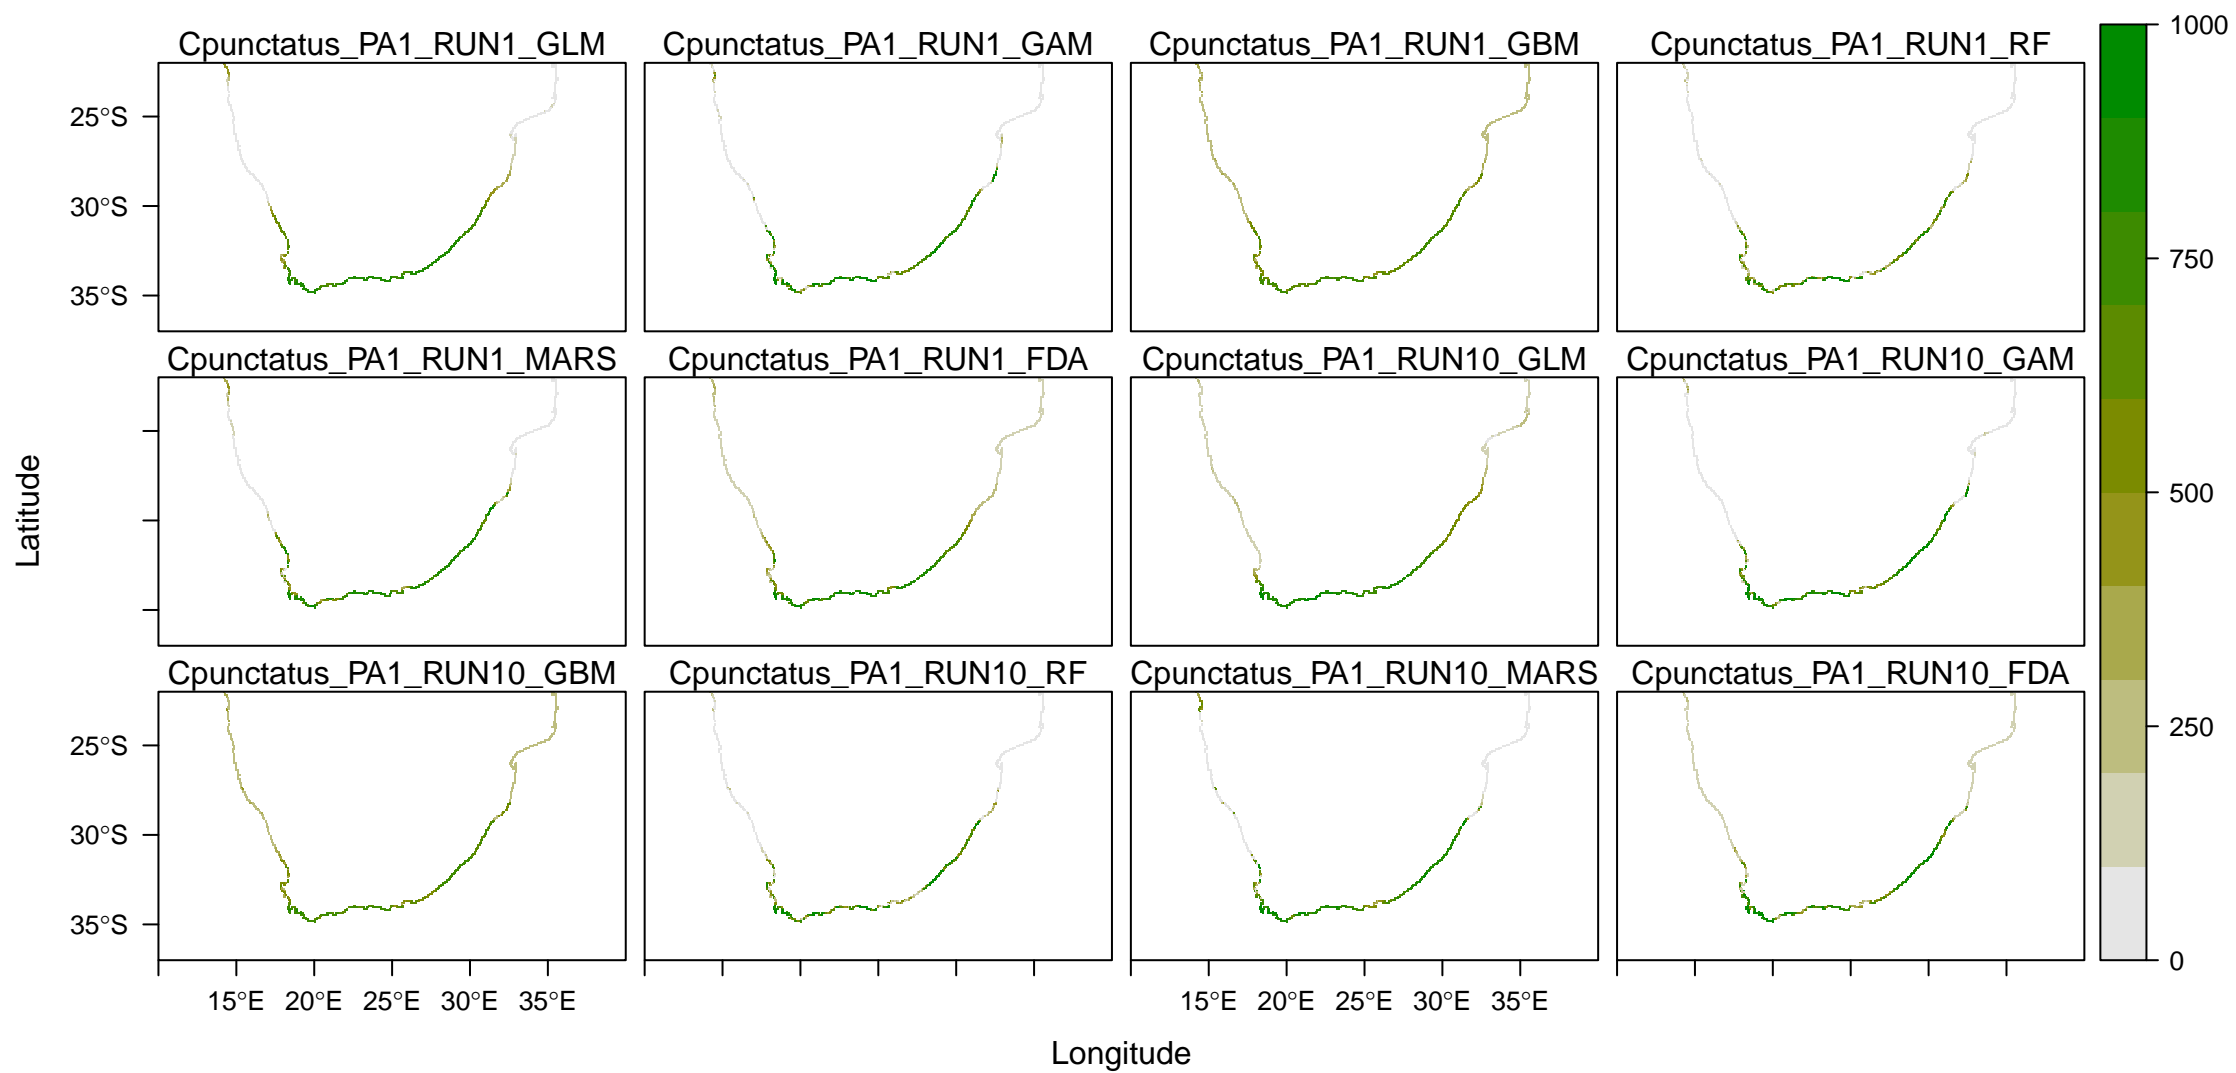 Cpunctatus_PA1_RUN1_GLM Cpunctatus_PA1_RUN1_GAM Cpunctatus_PA1_RUN1_GBM Cpunctatus_PA1_RUN1_RF
25°S
30°S
35°S
Cpunctatus_PA1_RUN1_MARS Cpunctatus_PA1_RUN1_FDA Cpunctatus_PA1_RUN10_GLM Cpunctatus_PA1_RUN10_GAM
Latitude
Cpunctatus_PA1_RUN10_GBM Cpunctatus_PA1_RUN10_RF Cpunctatus_PA1_RUN10_MARS Cpunctatus_PA1_RUN10_FDA
25°S
30°S
35°S
15°E 20°E 25°E 30°E 35°E 15°E 20°E 25°E 30°E 35°E
Longitude
1000
750
500
250
0